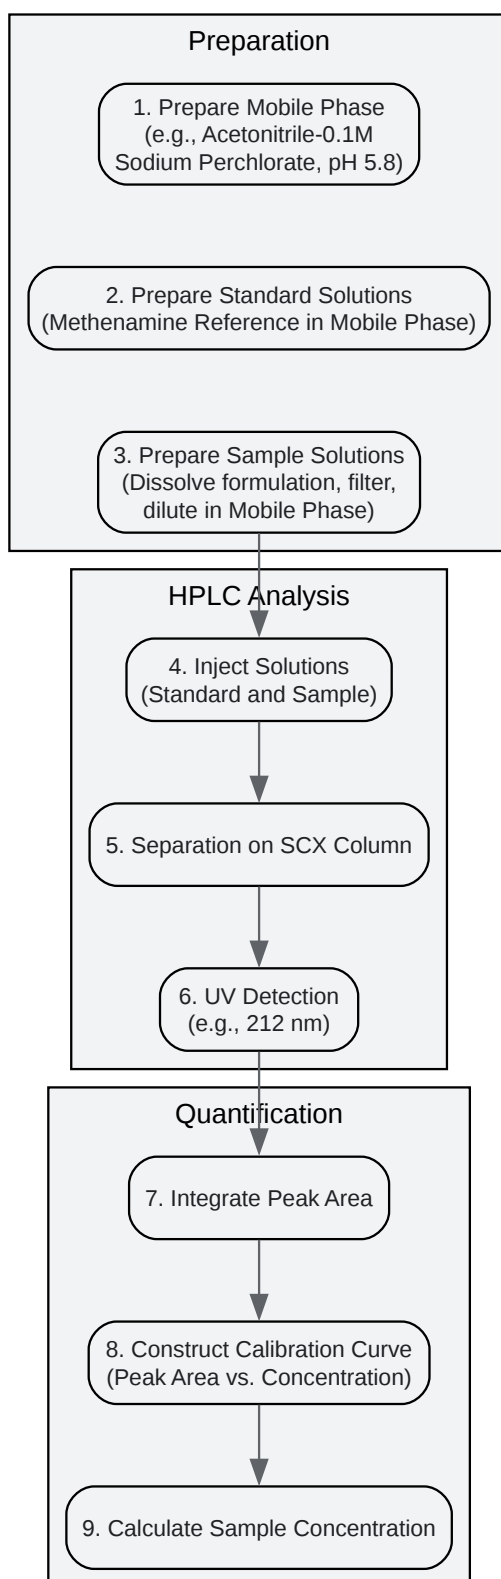 Preparation
1. Prepare Mobile Phase
(e.g., Acetonitrile-0.1M
Sodium Perchlorate, pH 5.8)
2. Prepare Standard Solutions
(Methenamine Reference in Mobile Phase)
3. Prepare Sample Solutions
(Dissolve formulation, filter,
dilute in Mobile Phase)
HPLC Analysis
4. Inject Solutions
(Standard and Sample)
5. Separation on SCX Column
6. UV Detection
(e.g., 212 nm)
Quantification
7. Integrate Peak Area
8. Construct Calibration Curve
(Peak Area vs. Concentration)
9. Calculate Sample Concentration